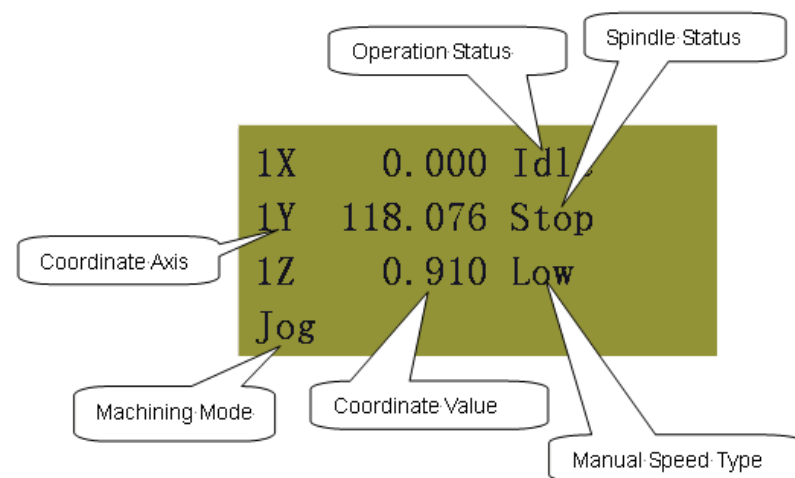 Operation Status
Spindle Status
1X 0.000 Idle
1Y 118.076 Stop
Coordinate Axis
1Z 0.910 Low
Jog
Machining Mode
Coordinate Value
Manual Speed Type